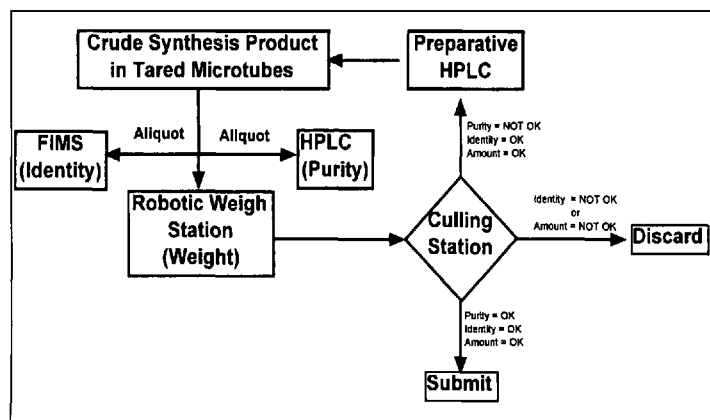 Crude Synthesis Product
in Tared Microtubes
Preparative
HPLC
Aliquot
Aliquot
FIMS
(Identity)
HPLC
(Purity)
Purity = NOT OK
Identity = OK
Amount = OK
Robotic Weigh
Station
(Weight)
Culling
Station
Identity = NOT OK
or
Amount = NOT OK
Discard
Purity = OK
Identity = OK
Amount = OK
Submit